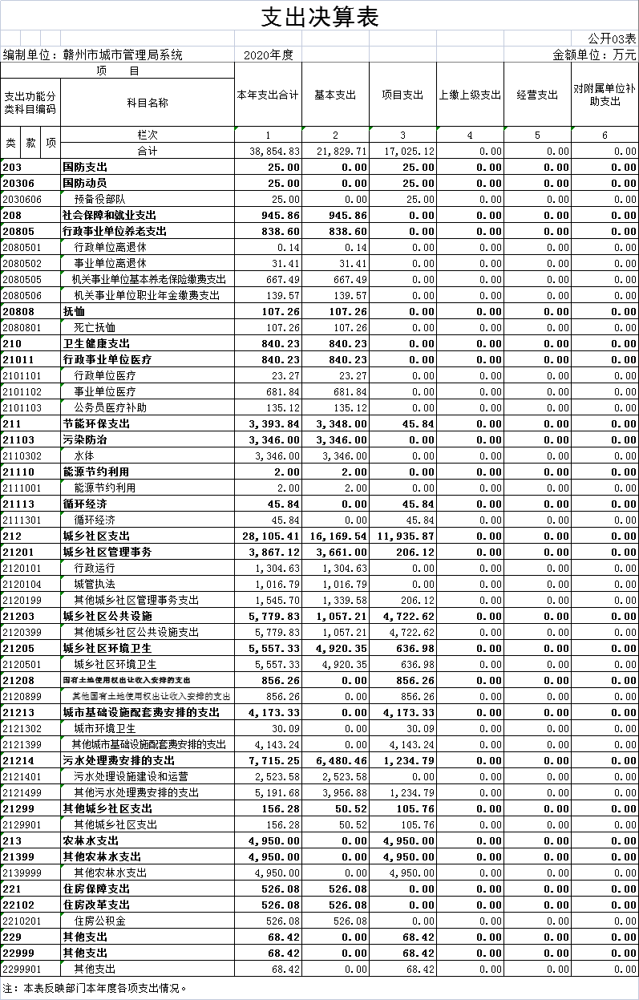 支出决算表
公开03表
编制单位：赣州市城市管理局系统 2020年度 金额单位：万元
项 目 本年支出合计 基本支出 项目支出 上缴上级支出 经营支出 对附属单位补助支出
支出功能分类科目编码 科目名称
类 款 项 栏次 1 2 3 4 5 6
合计 38,854.83 21,829.71 17,025.12 0.00 0.00 0.00
203 国防支出 25.00 0.00 25.00 0.00 0.00 0.00
20306 国防动员 25.00 0.00 25.00 0.00 0.00 0.00
2030606 预备役部队 25.00 0.00 25.00 0.00 0.00 0.00
208 社会保障和就业支出 945.86 945.86 0.00 0.00 0.00 0.00
20805 行政事业单位养老支出 838.60 838.60 0.00 0.00 0.00 0.00
2080501 行政单位离退休 0.14 0.14 0.00 0.00 0.00 0.00
2080502 事业单位离退休 31.41 31.41 0.00 0.00 0.00 0.00
2080505 机关事业单位基本养老保险缴费支出 667.49 667.49 0.00 0.00 0.00 0.00
2080506 机关事业单位职业年金缴费支出 139.57 139.57 0.00 0.00 0.00 0.00
20808 抚恤 107.26 107.26 0.00 0.00 0.00 0.00
2080801 死亡抚恤 107.26 107.26 0.00 0.00 0.00 0.00
210 卫生健康支出 840.23 840.23 0.00 0.00 0.00 0.00
21011 行政事业单位医疗 840.23 840.23 0.00 0.00 0.00 0.00
2101101 行政单位医疗 23.27 23.27 0.00 0.00 0.00 0.00
2101102 事业单位医疗 681.84 681.84 0.00 0.00 0.00 0.00
2101103 公务员医疗补助 135.12 135.12 0.00 0.00 0.00 0.00
211 节能环保支出 3,393.84 3,348.00 45.84 0.00 0.00 0.00
21103 污染防治 3,346.00 3,346.00 0.00 0.00 0.00 0.00
2110302 水体 3,346.00 3,346.00 0.00 0.00 0.00 0.00
21110 能源节约利用 2.00 2.00 0.00 0.00 0.00 0.00
2111001 能源节约利用 2.00 2.00 0.00 0.00 0.00 0.00
21113 循环经济 45.84 0.00 45.84 0.00 0.00 0.00
2111301 循环经济 45.84 0.00 45.84 0.00 0.00 0.00
212 城乡社区支出 28,105.41 16,169.54 11,935.87 0.00 0.00 0.00
21201 城乡社区管理事务 3,867.12 3,661.00 206.12 0.00 0.00 0.00
2120101 行政运行 1,304.63 1,304.63 0.00 0.00 0.00 0.00
2120104 城管执法 1,016.79 1,016.79 0.00 0.00 0.00 0.00
2120199 其他城乡社区管理事务支出 1,545.70 1,339.58 206.12 0.00 0.00 0.00
21203 城乡社区公共设施 5,779.83 1,057.21 4,722.62 0.00 0.00 0.00
2120399 其他城乡社区公共设施支出 5,779.83 1,057.21 4,722.62 0.00 0.00 0.00
21205 城乡社区环境卫生 5,557.33 4,920.35 636.98 0.00 0.00 0.00
2120501 城乡社区环境卫生 5,557.33 4,920.35 636.98 0.00 0.00 0.00
21208 国有土地使用权出让收入安排的支出 856.26 0.00 856.26 0.00 0.00 0.00
2120899 其他国有土地使用权出让收入安排的支出 856.26 0.00 856.26 0.00 0.00 0.00
21213 城市基础设施配套费安排的支出 4,173.33 0.00 4,173.33 0.00 0.00 0.00
2121302 城市环境卫生 30.09 0.00 30.09 0.00 0.00 0.00
2121399 其他城市基础设施配套费安排的支出 4,143.24 0.00 4,143.24 0.00 0.00 0.00
21214 污水处理费安排的支出 7,715.25 6,480.46 1,234.79 0.00 0.00 0.00
2121401 污水处理设施建设和运营 2,523.58 2,523.58 0.00 0.00 0.00 0.00
2121499 其他污水处理费安排的支出 5,191.68 3,956.88 1,234.79 0.00 0.00 0.00
21299 其他城乡社区支出 156.28 50.52 105.76 0.00 0.00 0.00
2129901 其他城乡社区支出 156.28 50.52 105.76 0.00 0.00 0.00
213 农林水支出 4,950.00 0.00 4,950.00 0.00 0.00 0.00
21399 其他农林水支出 4,950.00 0.00 4,950.00 0.00 0.00 0.00
2139999 其他农林水支出 4,950.00 0.00 4,950.00 0.00 0.00 0.00
221 住房保障支出 526.08 526.08 0.00 0.00 0.00 0.00
22102 住房改革支出 526.08 526.08 0.00 0.00 0.00 0.00
2210201 住房公积金 526.08 526.08 0.00 0.00 0.00 0.00
229 其他支出 68.42 0.00 68.42 0.00 0.00 0.00
22999 其他支出 68.42 0.00 68.42 0.00 0.00 0.00
2299901 其他支出 68.42 0.00 68.42 0.00 0.00 0.00
注：本表反映部门本年度各项支出情况。